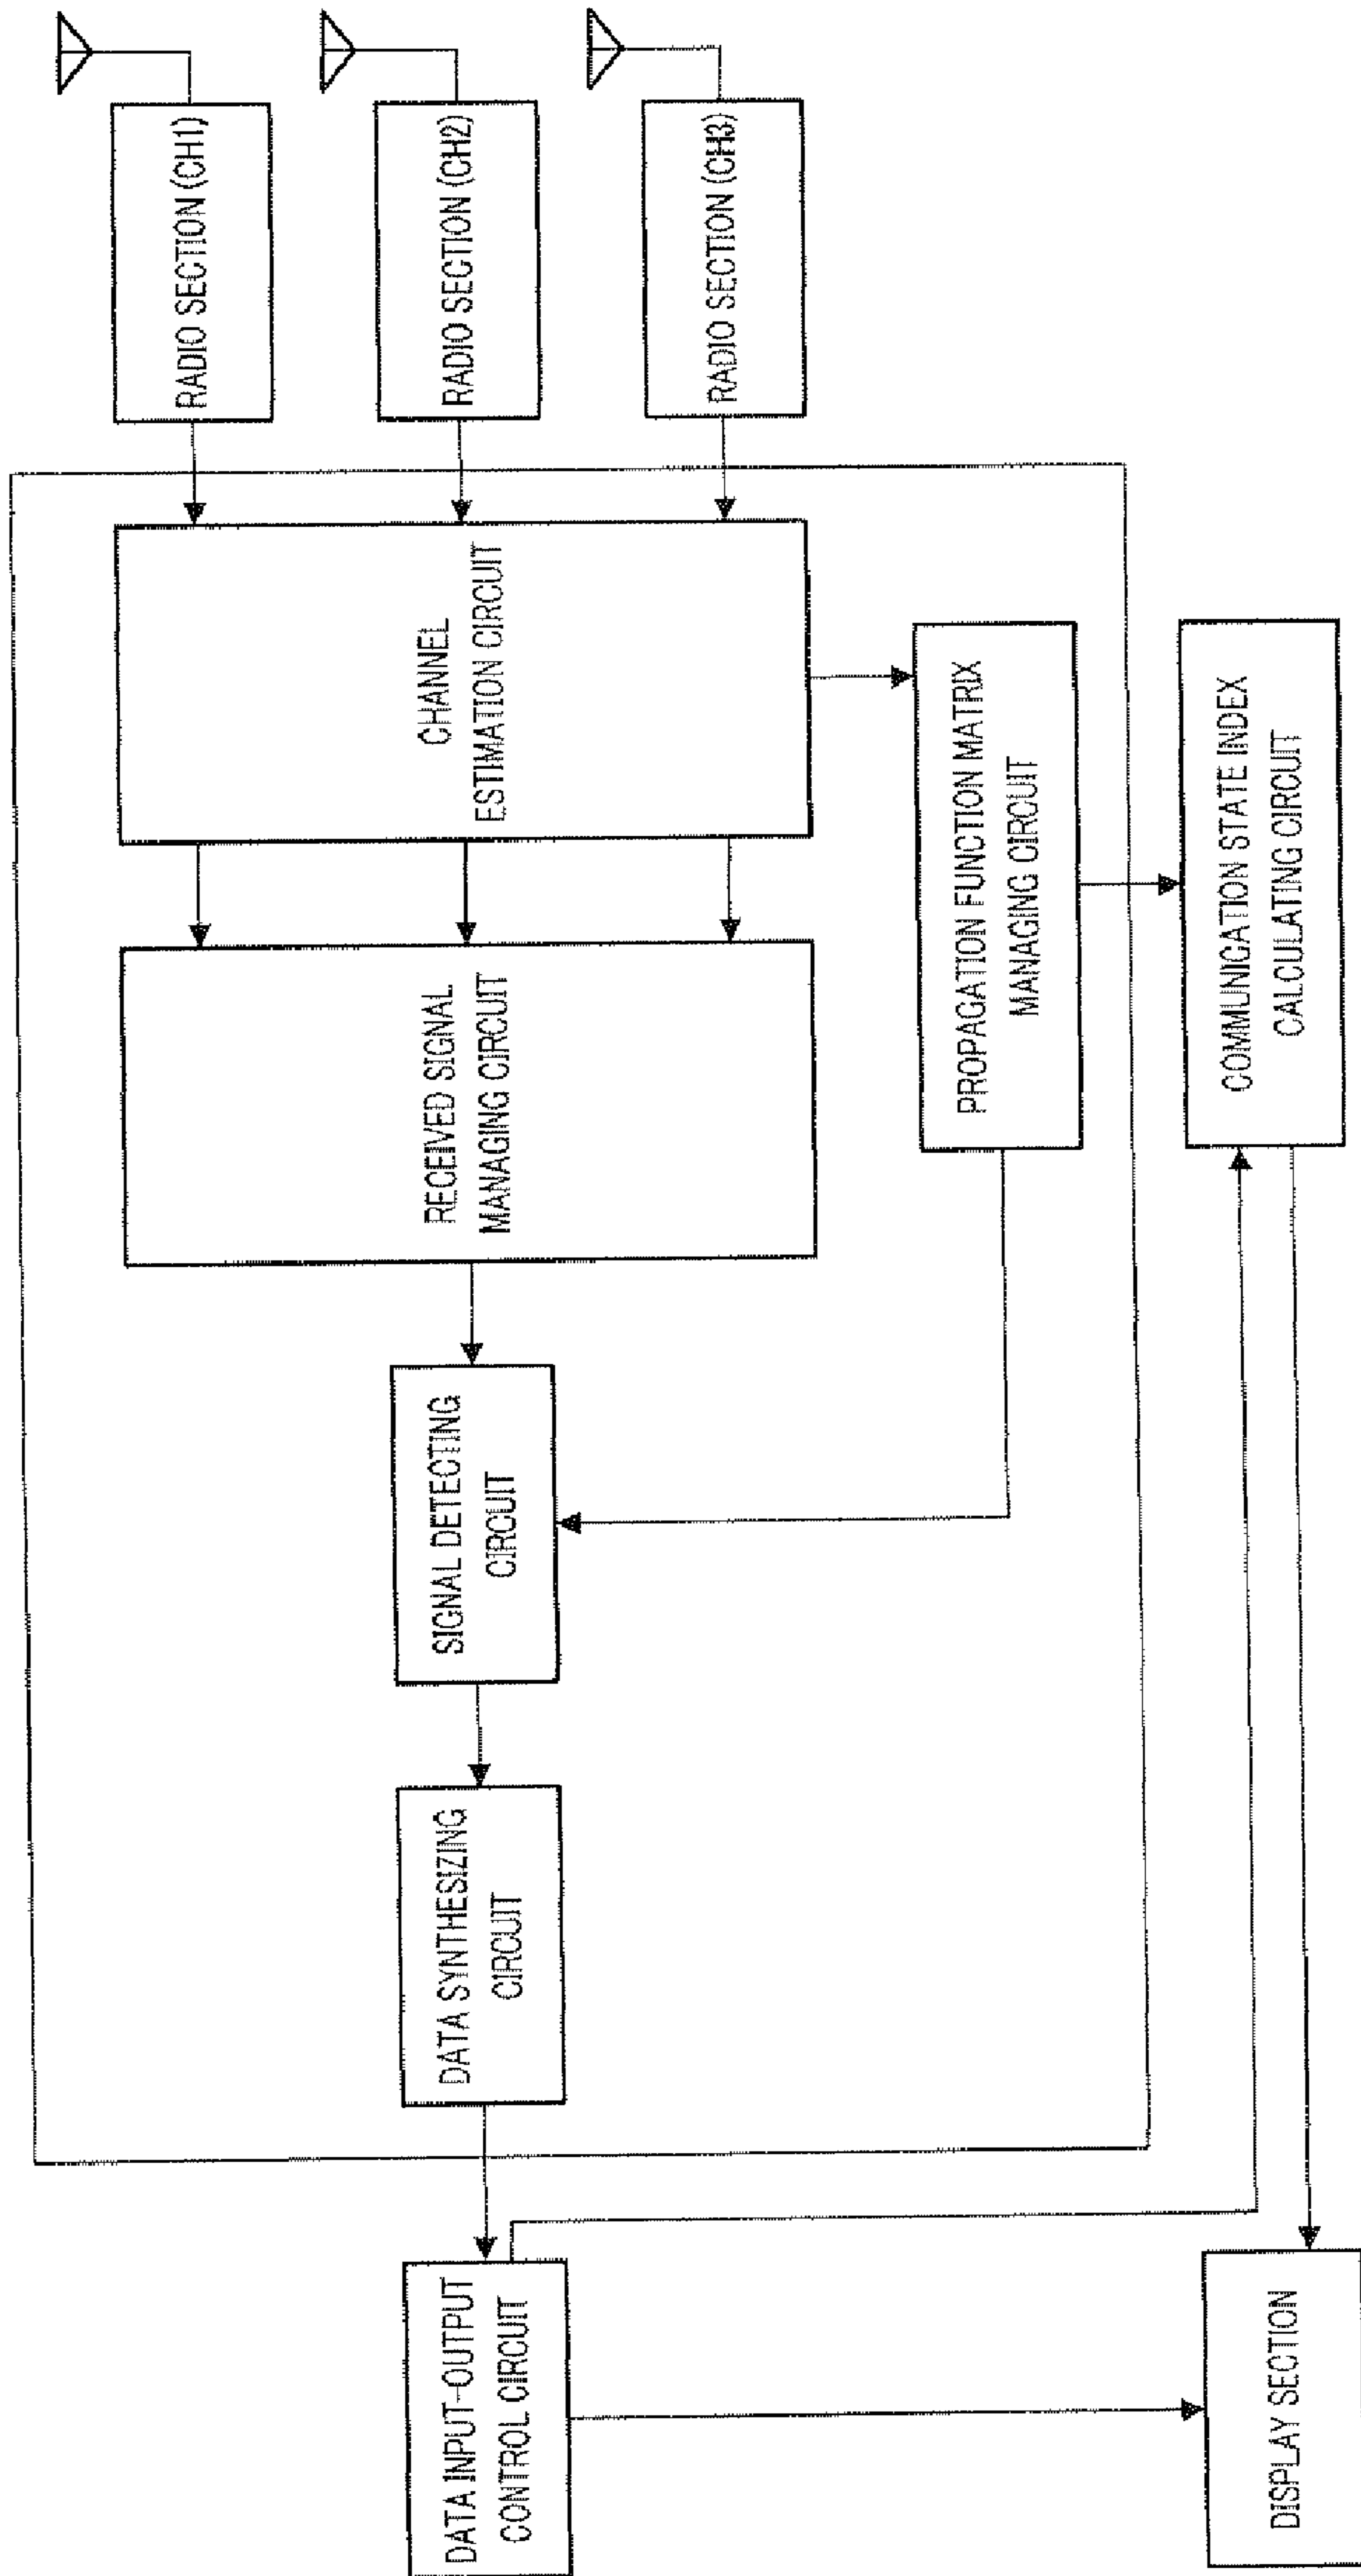 RADIO SECTION (CH1)
RADIO SECTION (CH2)
RADIO SECTION (CH3)
CHANNEL
ESTIMATION CIRCUIT
RECEIVED SIGNAL
MANAGING CIRCUIT
PROPAGATION FUNCTION MATRIX
MANAGING CIRCUIT
COMMUNICATION STATE INDEX
CALCULATING CIRCUIT
SIGNAL DETECTING
CIRCUIT
DATA SYNTHESIZING
CIRCUIT
DATA INPUT-OUTPUT
CONTROL CIRCUIT
DISPLAY SECTION